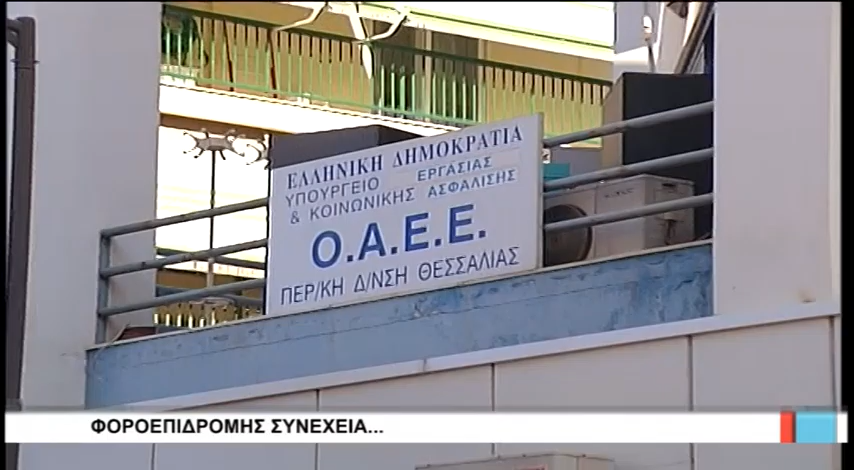 ΕΛΛΗΝΙΚΗ ΔΗΜΟΚΡΑΤΙΑ
ΥΠΟΥΡΓΕΙΟ ΕΡΓΑΣΙΑΣ
& ΚΟΙΝΩΝΙΚΗΣ ΑΣΦΑΛΙΣΗΣ
Ο.Α.Ε.Ε.
ΠΕΡ/ΚΗ Δ/ΝΣΗ ΘΕΣΣΑΛΙΑΣ
ΦΟΡΟΕΠΙΔΡΟΜΗΣ ΣΥΝΕΧΕΙΑ...